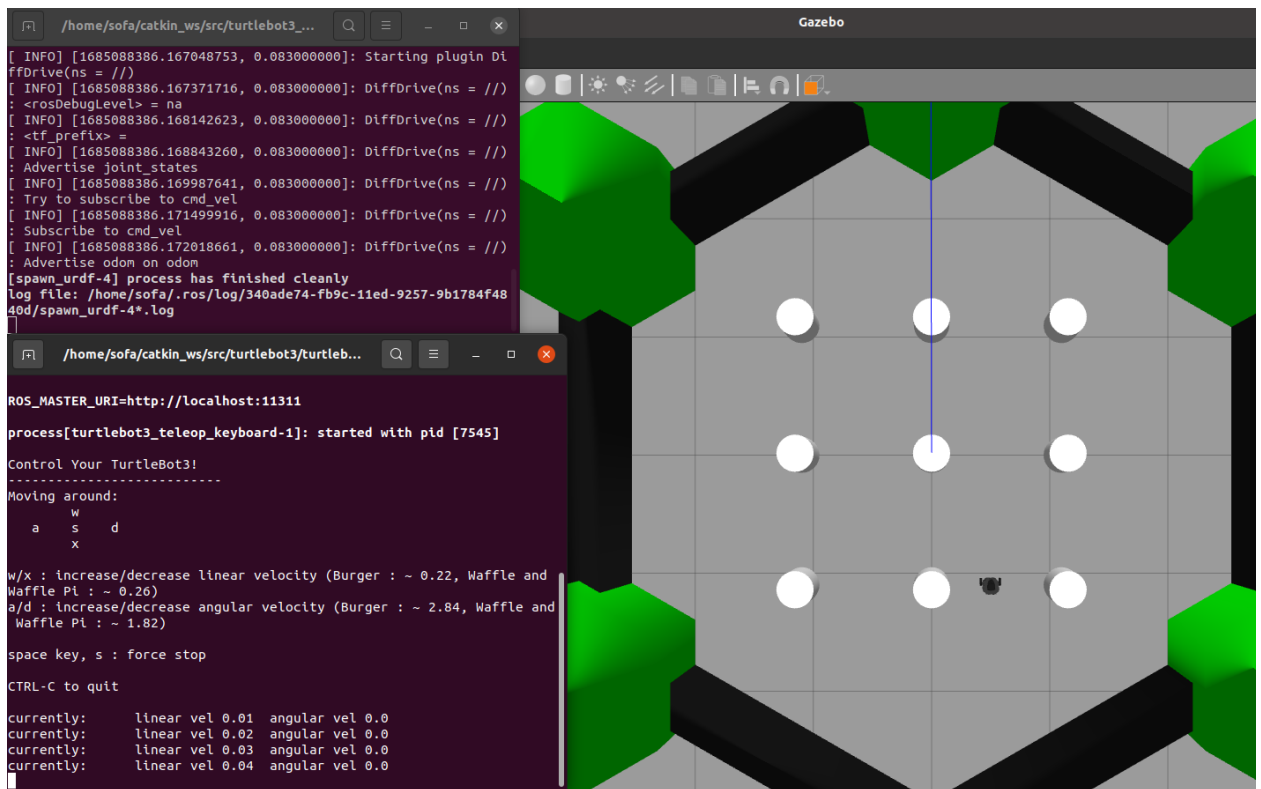 /home/sofa/catkin_ws/src/turtlebot3_...
Gazebo
[ INFO] [1685088386.167048753, 0.083000000]: Starting plugin Di
ffDrive(ns = //)
[ INFO] [1685088386.167371716, 0.083000000]: DiffDrive(ns = //)
: <rosDebugLevel> = na
[ INFO] [1685088386.168142623, 0.083000000]: DiffDrive(ns = //)
: <tf_prefix> =
[ INFO] [1685088386.168843260, 0.083000000]: DiffDrive(ns = //)
: Advertise joint_states
[ INFO] [1685088386.169987641, 0.083000000]: DiffDrive(ns = //)
: Try to subscribe to cmd_vel
[ INFO] [1685088386.171499916, 0.083000000]: DiffDrive(ns = //)
: Subscribe to cmd_vel
[ INFO] [1685088386.172018661, 0.083000000]: DiffDrive(ns = //)
: Advertise odom on odom
[spawn_urdf-4] process has finished cleanly
log file: /home/sofa/.ros/log/340ade74-fb9c-11ed-9257-9b1784f48
40d/spawn_urdf-4*.log
/home/sofa/catkin_ws/src/turtlebot3/turtleb...
ROS_MASTER_URI=http://localhost:11311
process[turtlebot3_teleop_keyboard-1]: started with pid [7545]
Control Your TurtleBot3!
---------------------------
Moving around:
w
a s d
x
w/x : increase/decrease linear velocity (Burger : ~ 0.22, Waffle and
Waffle Pi : ~ 0.26)
a/d : increase/decrease angular velocity (Burger : ~ 2.84, Waffle and
Waffle Pi : ~ 1.82)
space key, s : force stop
CTRL-C to quit
currently: linear vel 0.01 angular vel 0.0
currently: linear vel 0.02 angular vel 0.0
currently: linear vel 0.03 angular vel 0.0
currently: linear vel 0.04 angular vel 0.0